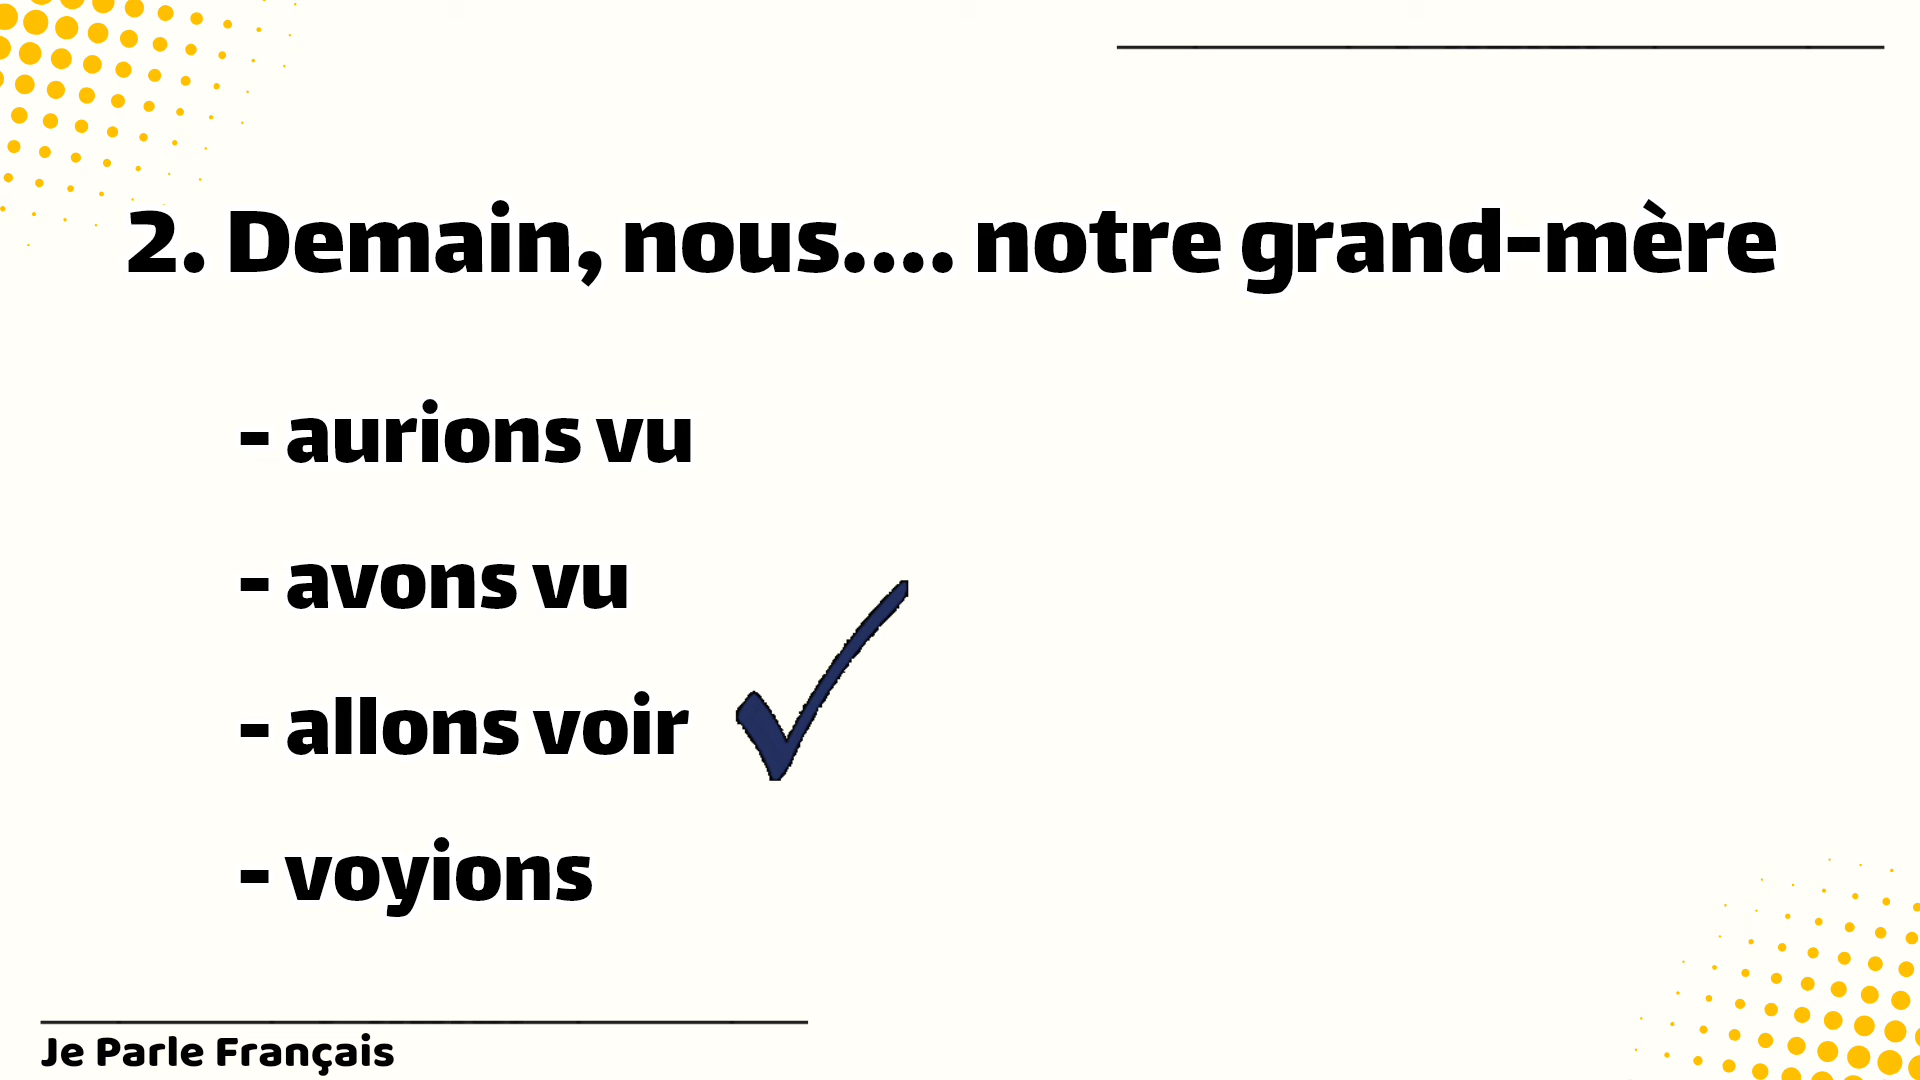 2. Demain, nous.... notre grand-mère
- aurions vu
- avons vu
- allons voir
- voyions
Je Parle Français